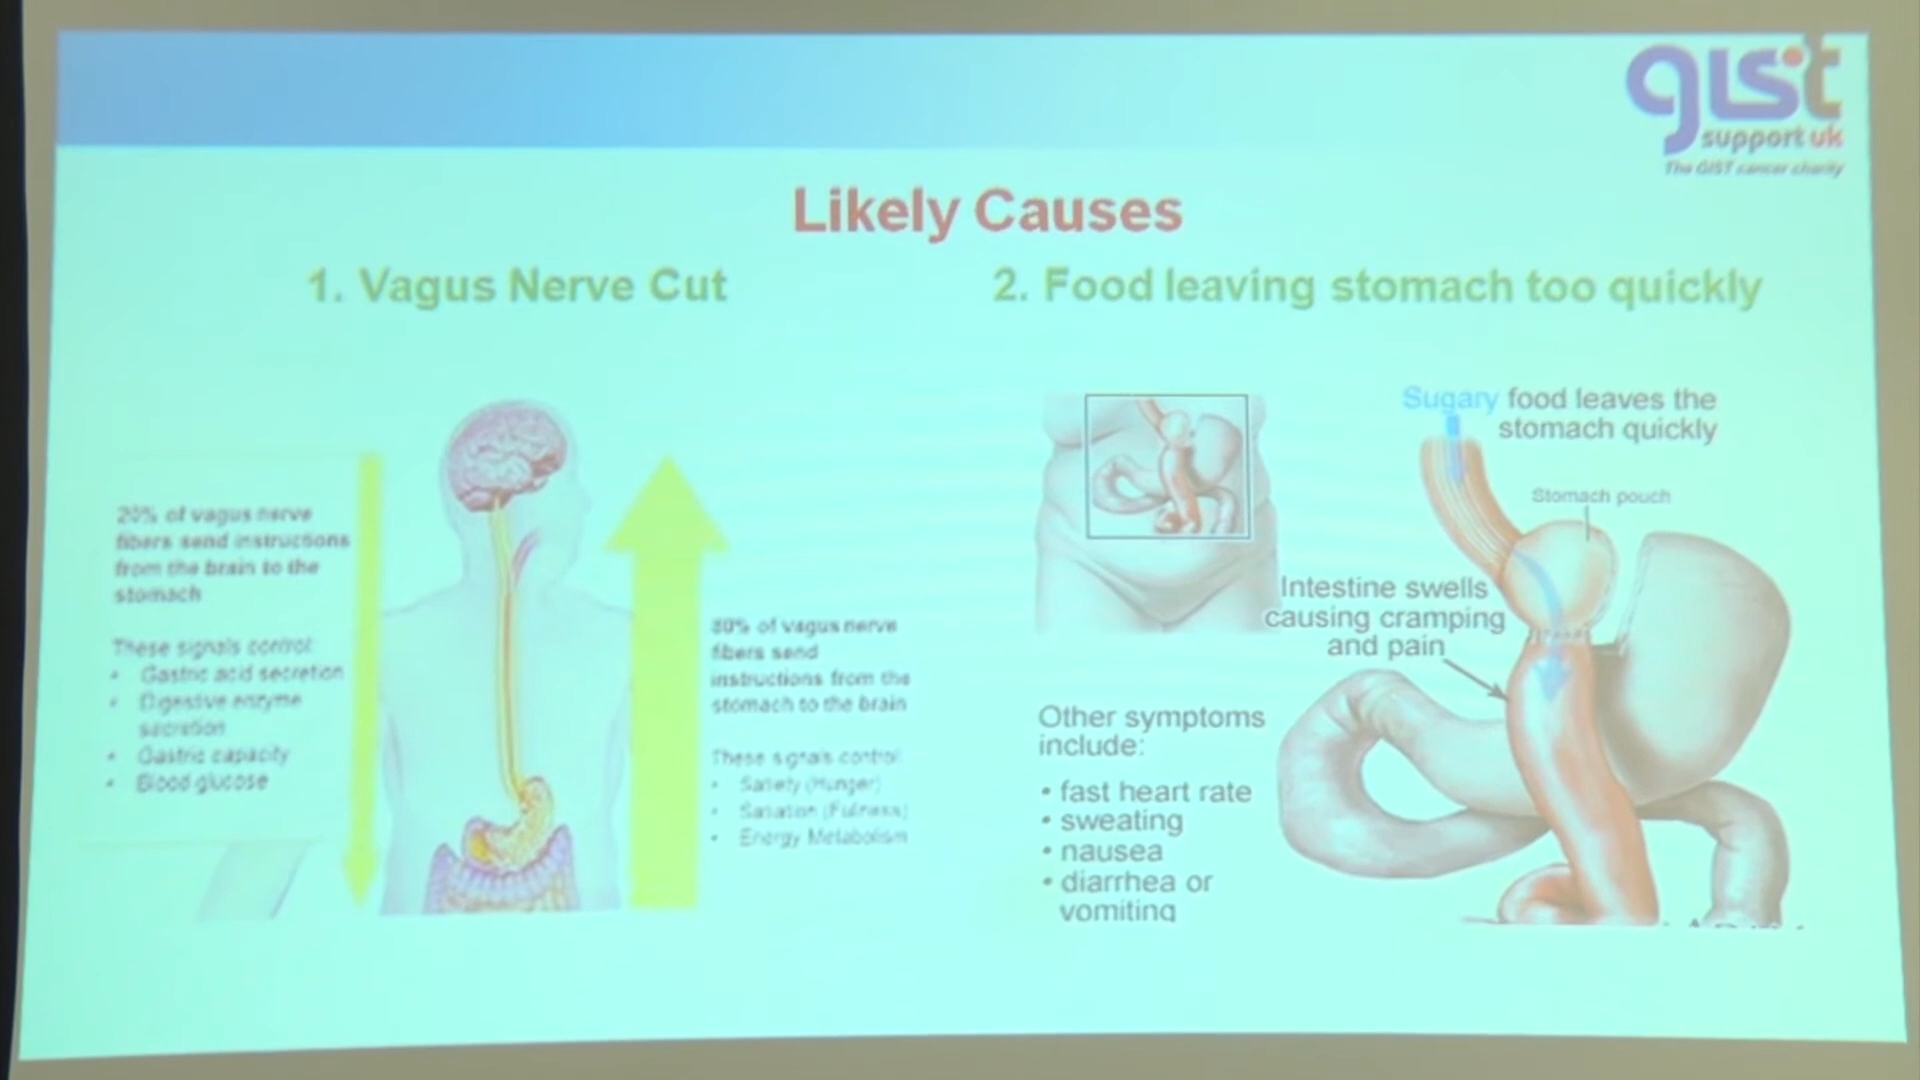 gist
support uk
The GIST cancer charity
Likely Causes
1. Vagus Nerve Cut
20% of vagus nerve
fibers send instructions
from the brain to the
stomach
These signals control:
• Gastric acid secretion
• Digestive enzyme
secretion
• Gastric capacity
• Blood glucose
80% of vagus nerve
fibers send
instructions from the
stomach to the brain
These signals control:
• Satiety (Hunger)
• Satiation (Fullness)
• Energy Metabolism
2. Food leaving stomach too quickly
Sugary food leaves the
stomach quickly
Stomach pouch
Intestine swells
causing cramping
and pain
Other symptoms
include:
• fast heart rate
• sweating
• nausea
• diarrhea or
vomiting